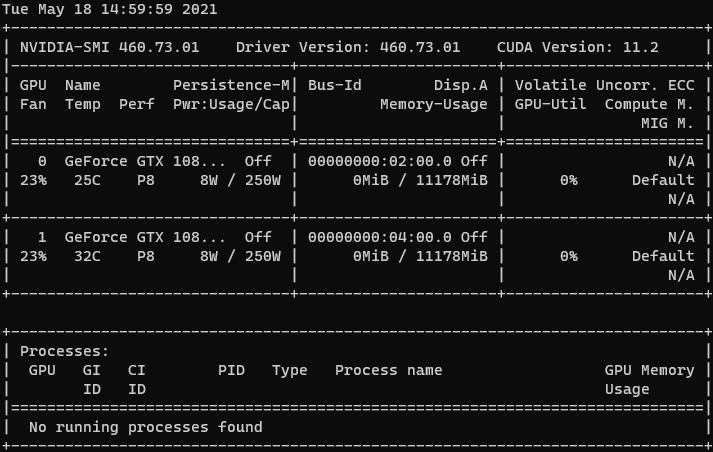 Tue May 18 14:59:59 2021
+-----------------------------------------------------------------------------+
| NVIDIA-SMI 460.73.01    Driver Version: 460.73.01    CUDA Version: 11.2     |
|-------------------------------+----------------------+----------------------+
| GPU  Name        Persistence-M| Bus-Id        Disp.A | Volatile Uncorr. ECC |
| Fan  Temp  Perf  Pwr:Usage/Cap|         Memory-Usage | GPU-Util  Compute M. |
|                               |                      |               MIG M. |
|===============================+======================+======================|
|   0  GeForce GTX 108...  Off  | 00000000:02:00.0 Off |                  N/A |
| 23%   25C    P8     8W / 250W |      0MiB / 11178MiB |      0%      Default |
|                               |                      |                  N/A |
+-------------------------------+----------------------+----------------------+
|   1  GeForce GTX 108...  Off  | 00000000:04:00.0 Off |                  N/A |
| 23%   32C    P8     8W / 250W |      0MiB / 11178MiB |      0%      Default |
|                               |                      |                  N/A |
+-------------------------------+----------------------+----------------------+

+-----------------------------------------------------------------------------+
| Processes:                                                                  |
|  GPU   GI   CI        PID   Type   Process name                  GPU Memory |
|        ID   ID                                                   Usage      |
|=============================================================================|
|  No running processes found                                                 |
+-----------------------------------------------------------------------------+